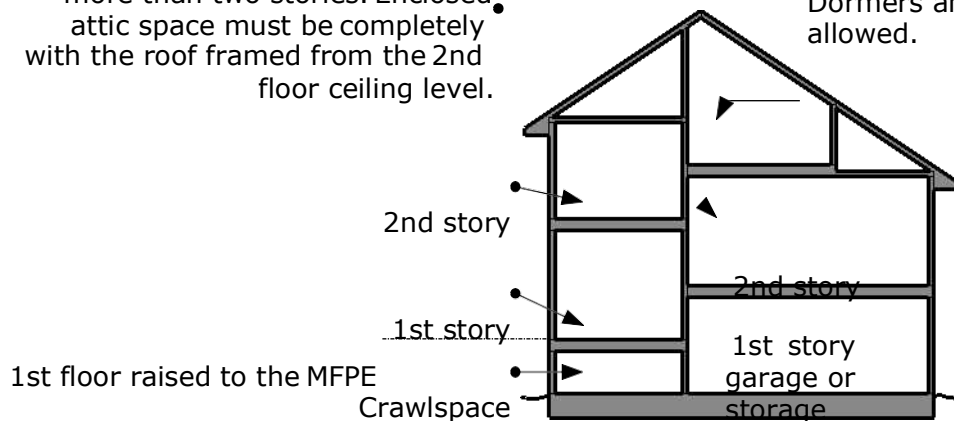 more than two stories. Enclosed
attic space must be completely
with the roof framed from the 2nd
floor ceiling level.
Dormers ar
allowed.
2nd story
1st story
1st floor raised to the MFPE
Crawlspace
2nd story
1st story
garage or
storage